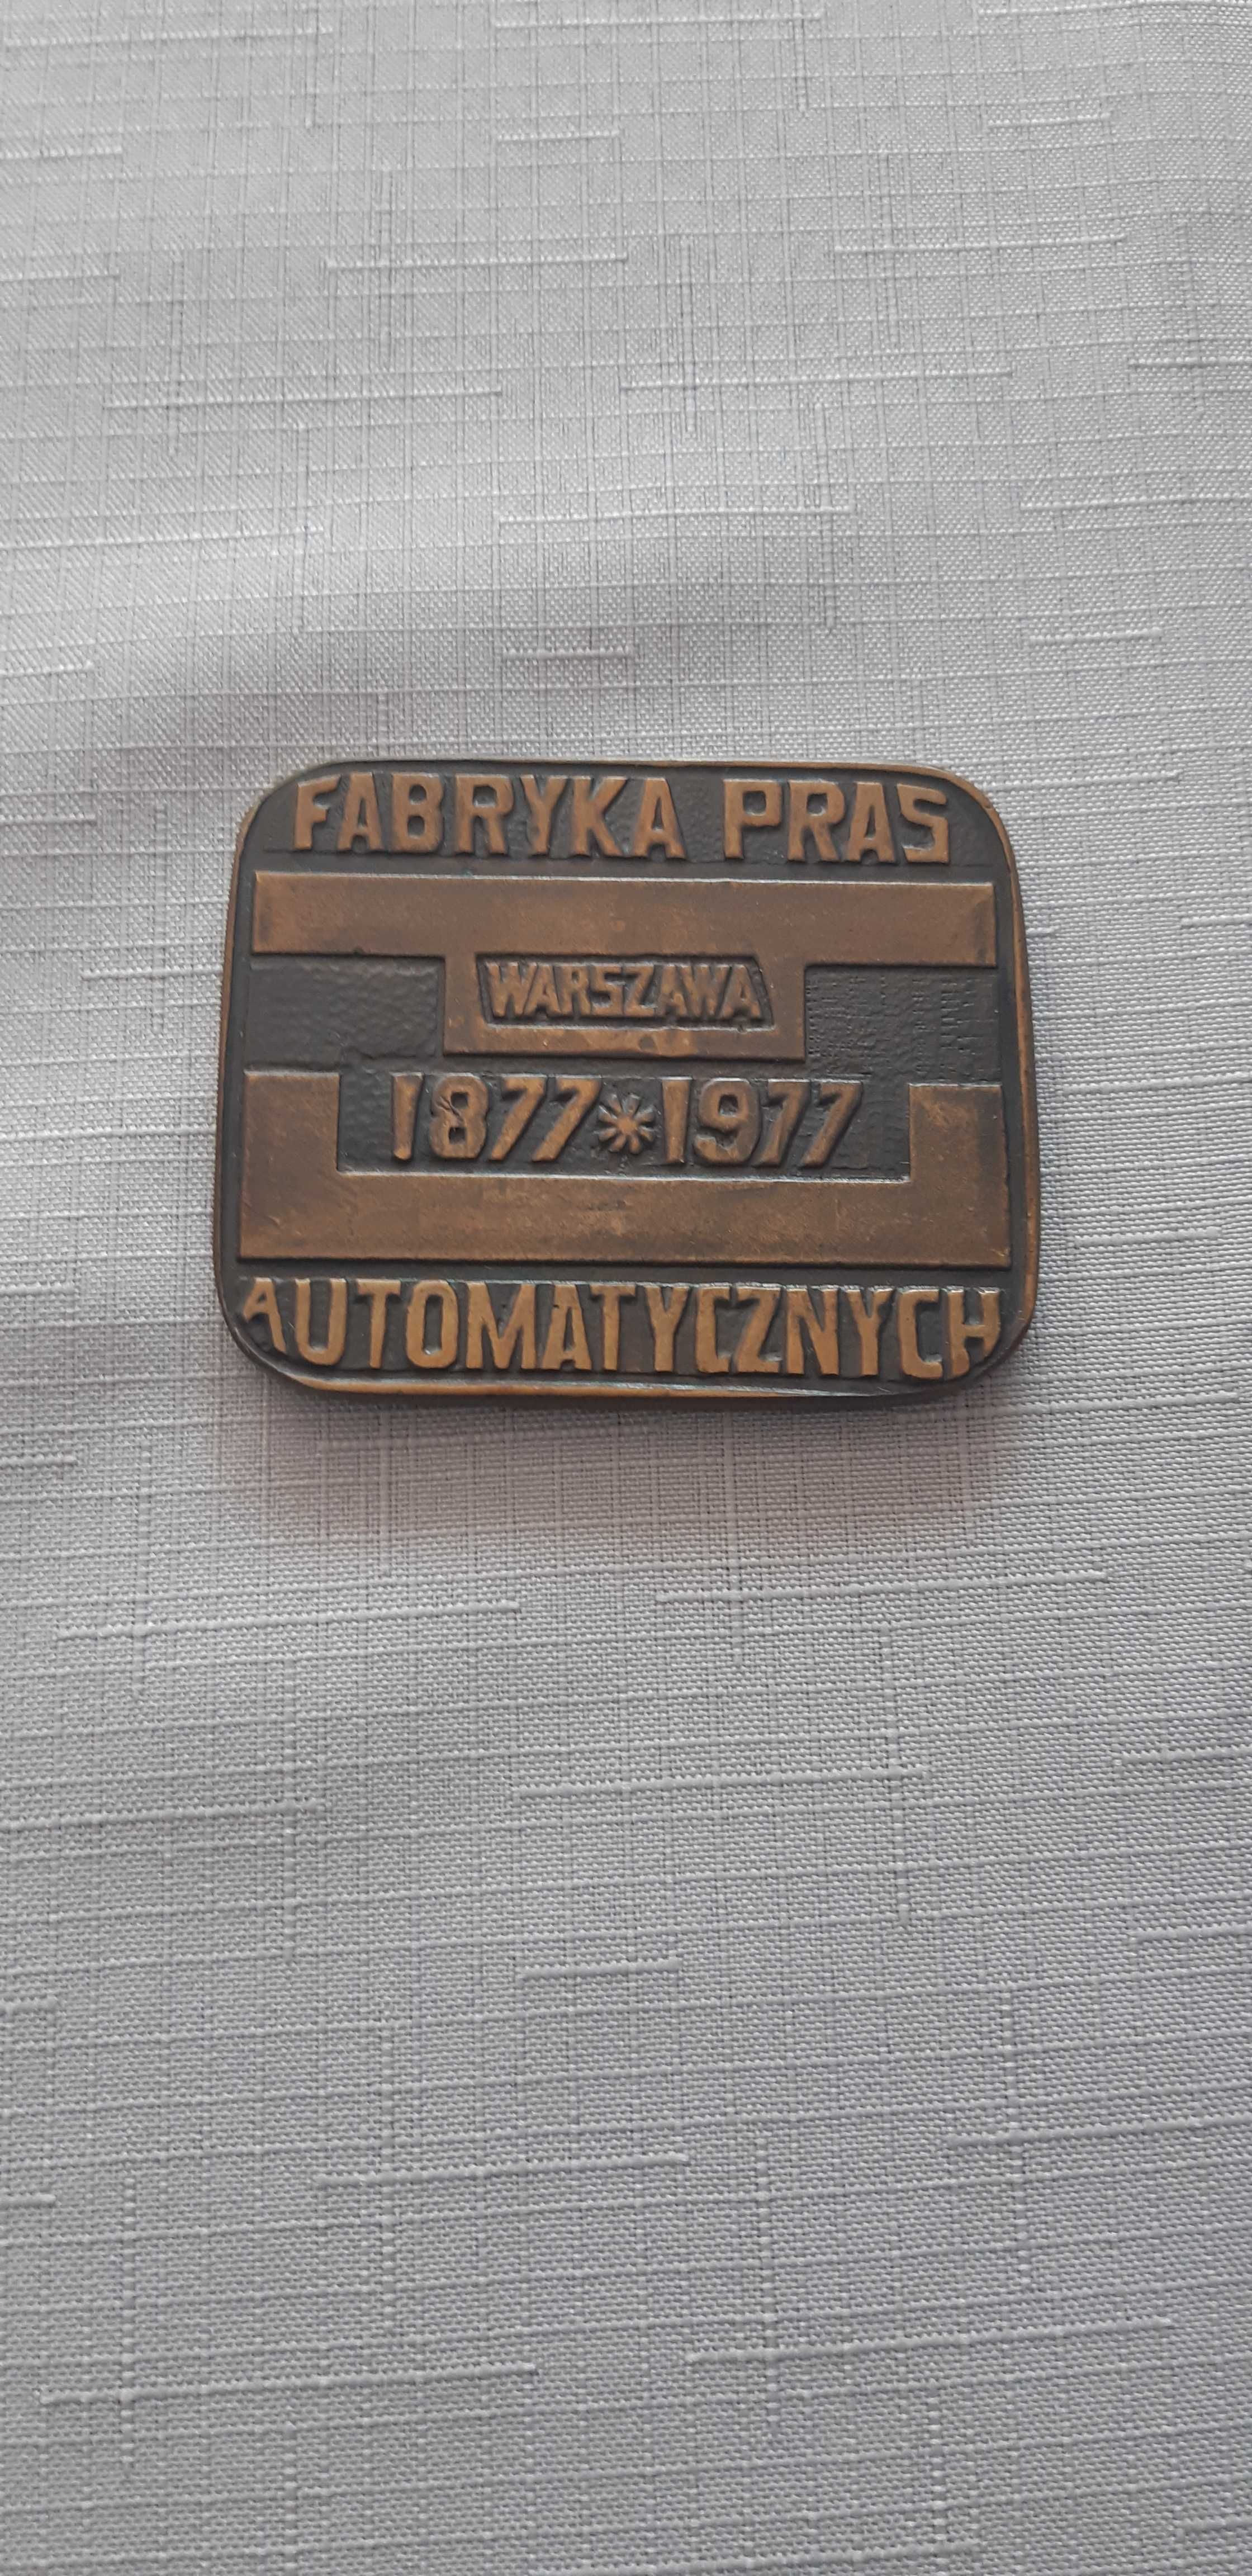 FABRYKA PRAS
WARSZAWA
1877*1977
AUTOMATYCZNYCH